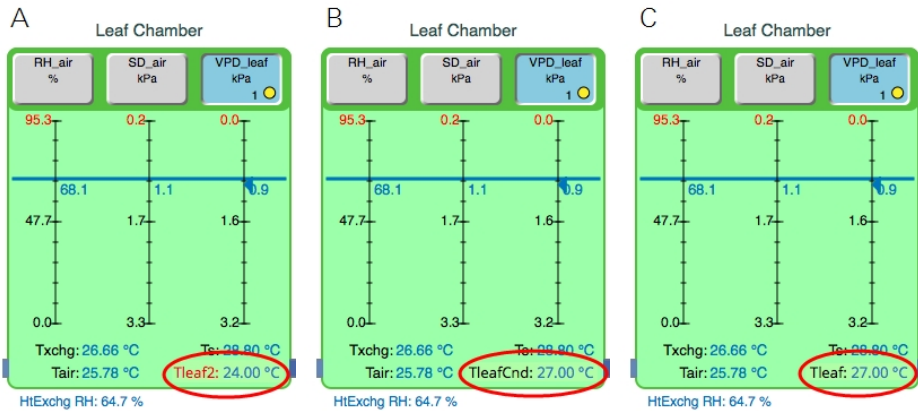 A
Leaf Chamber
RH_air SD_air VPD_leaf
% kPa kPa
1
95.3 0.2 0.0
68.1 1.1 0.9
47.7 1.7 1.6
0.0 3.3 3.2
Txchg: 26.66 °C Ts: 28.80 °C
Tair: 25.78 °C Tleaf2: 24.00 °C
HtExchg RH: 64.7 %
B
Leaf Chamber
RH_air SD_air VPD_leaf
% kPa kPa
1
95.3 0.2 0.0
68.1 1.1 0.9
47.7 1.7 1.6
0.0 3.3 3.2
Txchg: 26.66 °C Ts: 28.80 °C
Tair: 25.78 °C TleafCnd: 27.00 °C
HtExchg RH: 64.7 %
C
Leaf Chamber
RH_air SD_air VPD_leaf
% kPa kPa
1
95.3 0.2 0.0
68.1 1.1 0.9
47.7 1.7 1.6
0.0 3.3 3.2
Txchg: 26.66 °C Ts: 28.80 °C
Tair: 25.78 °C Tleaf: 27.00 °C
HtExchg RH: 64.7 %